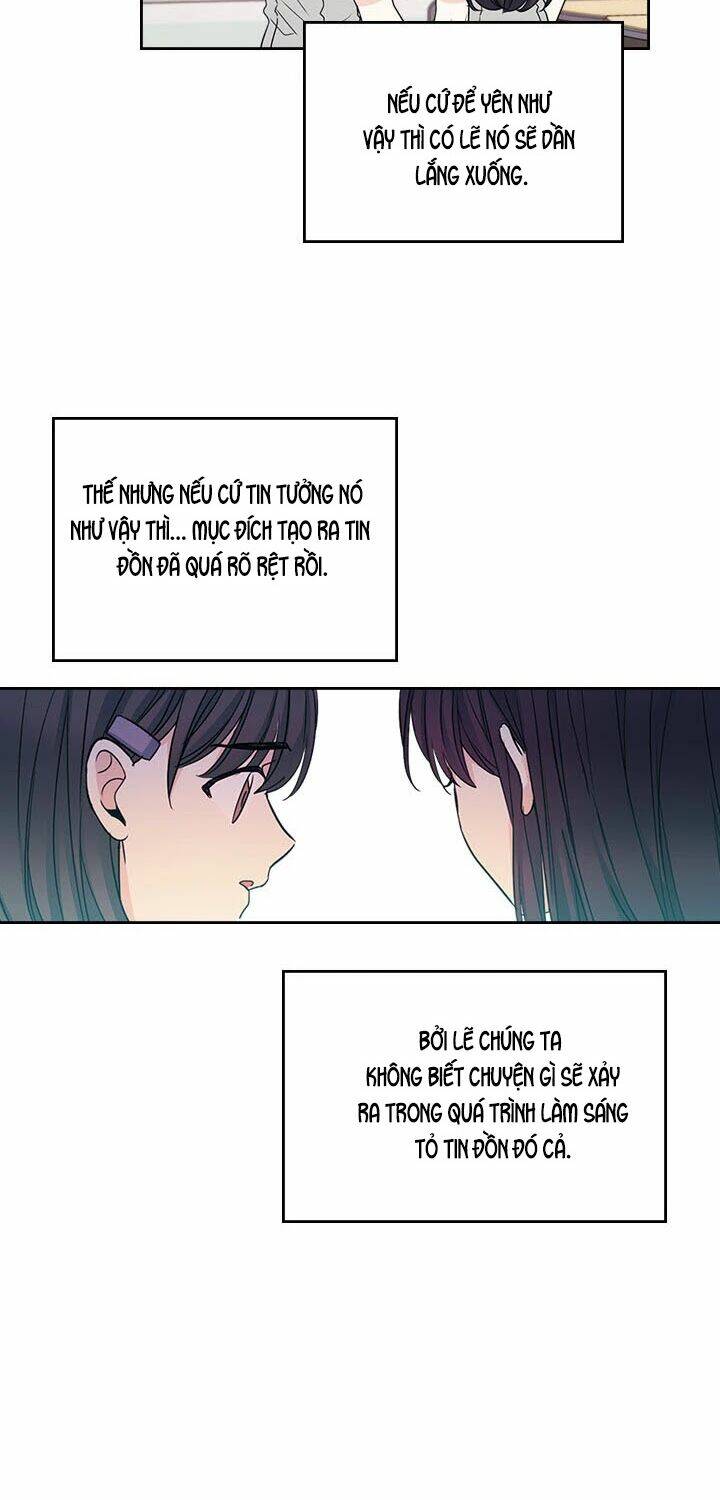 NẾU CỨ ĐỂ YÊN NHƯ
VẬY THÌ CÓ LẼ NÓ SẼ DẦN
LẮNG XUỐNG.
THẾ NHƯNG NẾU CỨ TIN TƯỞNG NÓ
NHƯ VẬY THÌ... MỤC ĐÍCH TẠO RA TIN
ĐỒN ĐÃ QUÁ RÕ RỆT RỒI.
BỞI LẼ CHÚNG TA
KHÔNG BIẾT CHUYỆN GÌ SẼ XẢY
RA TRONG QUÁ TRÌNH LÀM SÁNG
TỎ TIN ĐỒN ĐÓ CẢ.